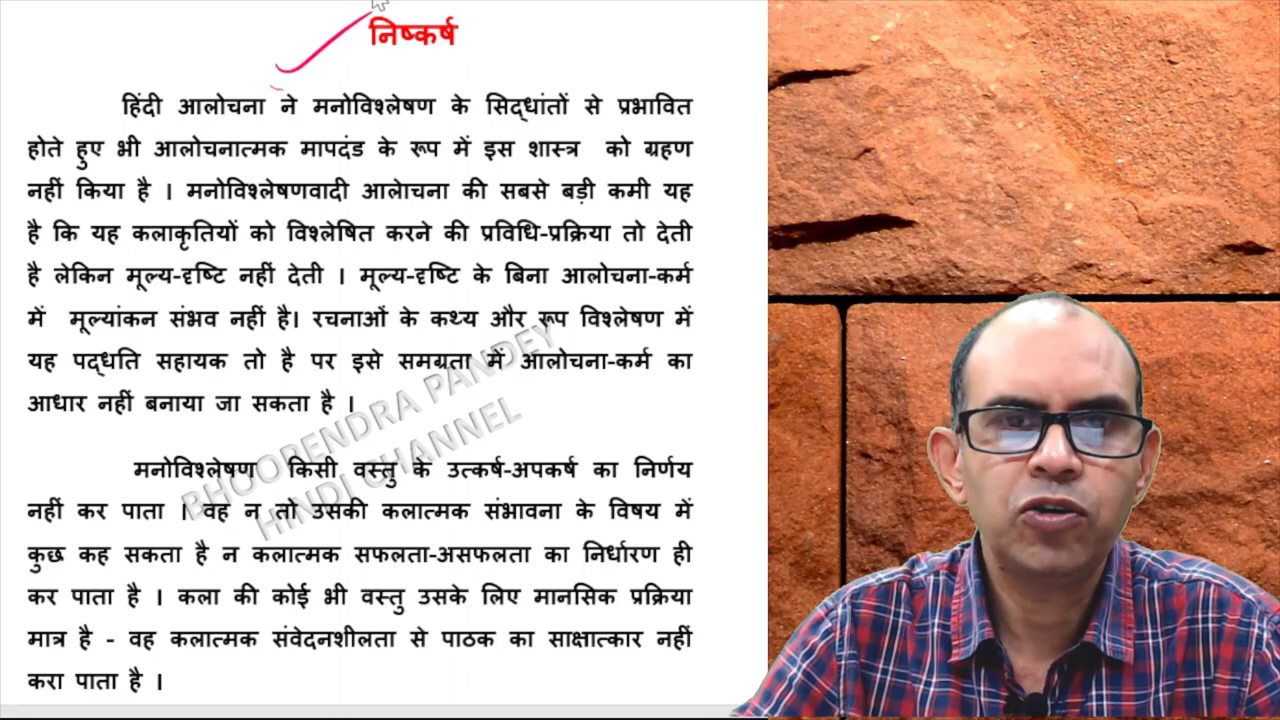 निष्कर्ष
हिंदी आलोचना ने मनोविश्लेषण के सिद्धांतों से प्रभावित
होते हुए भी आलोचनात्मक मापदंड के रूप में इस शास्त्र को ग्रहण
नहीं किया है । मनोविश्लेषणवादी आलेाचना की सबसे बड़ी कमी यह
है कि यह कलाकृतियों को विश्लेषित करने की प्रविधि-प्रक्रिया तो देती
है लेकिन मूल्य-दृष्टि नहीं देती । मूल्य-दृष्टि के बिना आलोचना-कर्म
में मूल्यांकन संभव नहीं है। रचनाओं के कथ्य और रूप विश्लेषण में
यह पद्धति सहायक तो है पर इसे समग्रता में आलोचना-कर्म का
आधार नहीं बनाया जा सकता है ।
मनोविश्लेषण किसी वस्तु के उत्कर्ष-अपकर्ष का निर्णय
नहीं कर पाता । वह न तो उसकी कलात्मक संभावना के विषय में
कुछ कह सकता है न कलात्मक सफलता-असफलता का निर्धारण ही
कर पाता है । कला की कोई भी वस्तु उसके लिए मानसिक प्रक्रिया
मात्र है - वह कलात्मक संवेदनशीलता से पाठक का साक्षात्कार नहीं
करा पाता है ।
BHOORENDRA PANDEY
HINDI CHANNEL